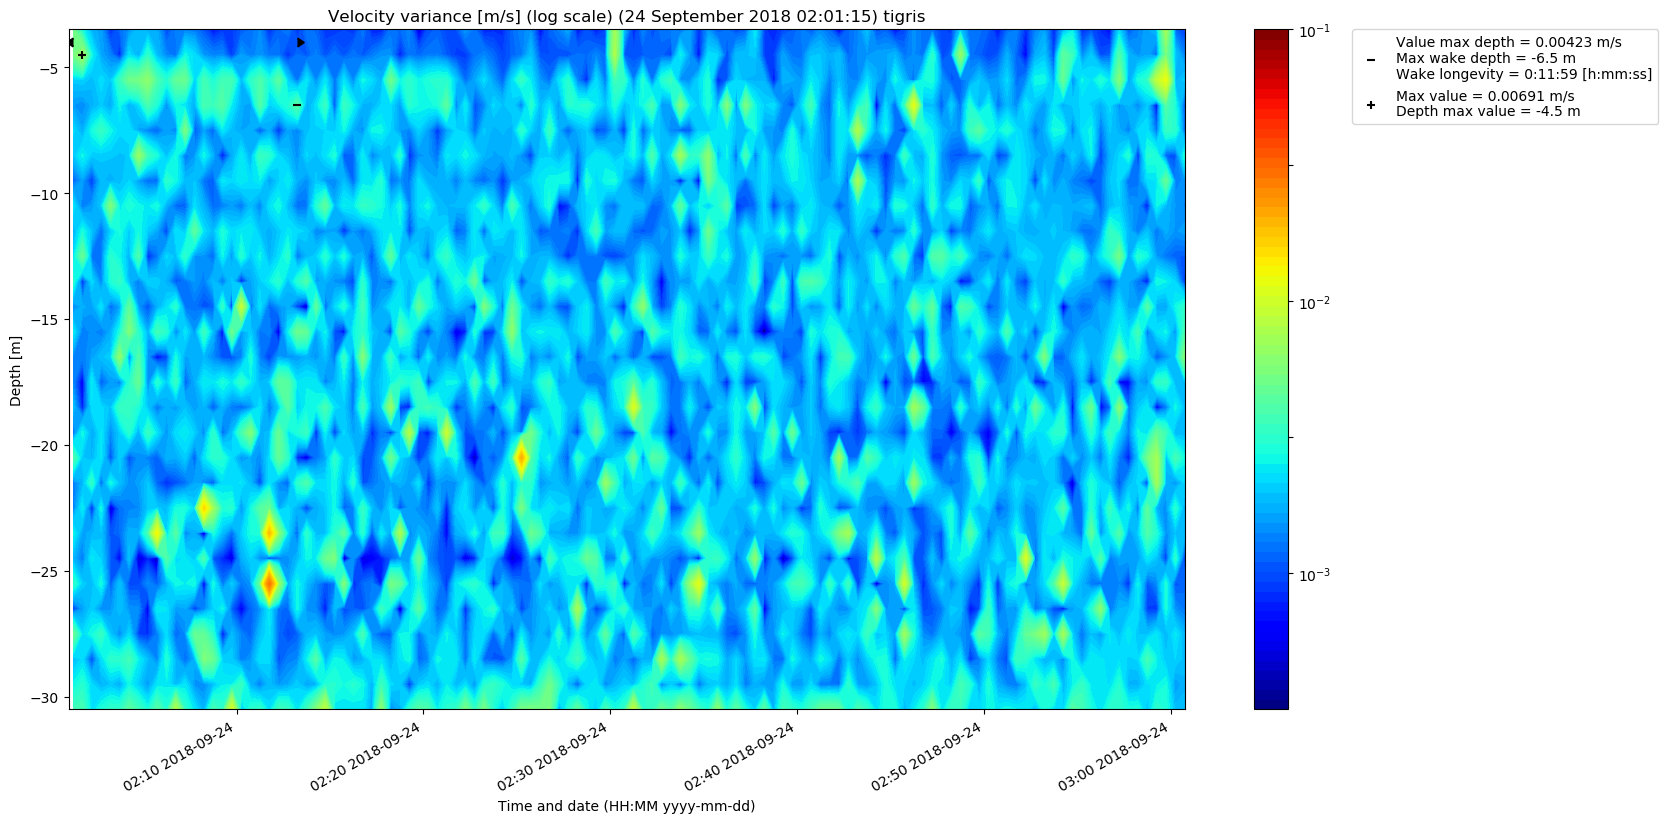 Velocity variance [m/s] (log scale) (24 September 2018 02:01:15) tigris
Depth [m]
−5
−10
−15
−20
−25
−30
02:10 2018-09-24
02:20 2018-09-24
02:30 2018-09-24
02:40 2018-09-24
02:50 2018-09-24
03:00 2018-09-24
Time and date (HH:MM yyyy-mm-dd)
10⁻¹
10⁻²
10⁻³
Value max depth = 0.00423 m/s
Max wake depth = -6.5 m
Wake longevity = 0:11:59 [h:mm:ss]
Max value = 0.00691 m/s
Depth max value = -4.5 m